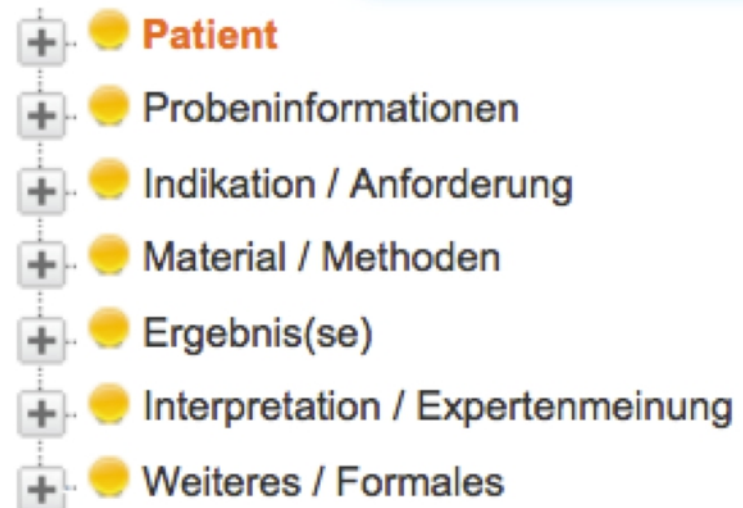 Patient
Probeninformationen
Indikation / Anforderung
Material / Methoden
Ergebnis(se)
Interpretation / Expertenmeinung
Weiteres / Formales